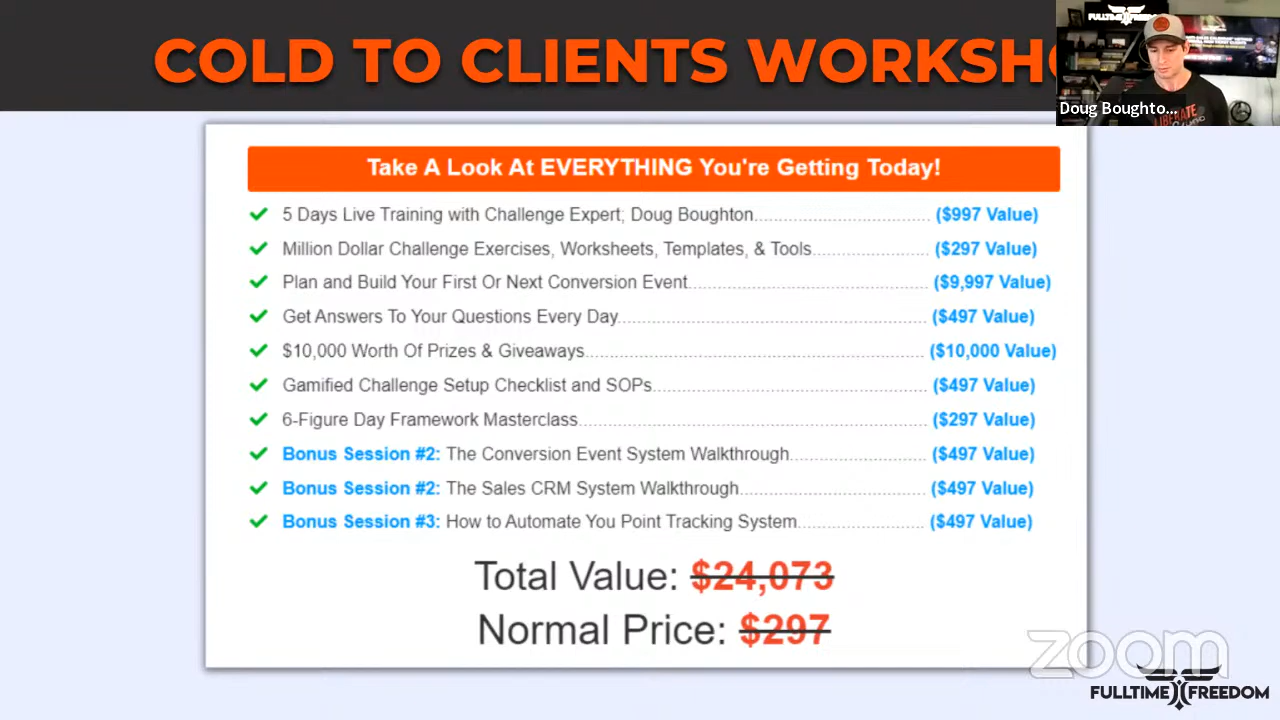 COLD TO CLIENTS WORKSHO
FULLTIME FREEDOM
Doug Boughto...
LIBERATE
Take A Look At EVERYTHING You're Getting Today!
5 Days Live Training with Challenge Expert, Doug Boughton ($997 Value)
Million Dollar Challenge Exercises, Worksheets, Templates, & Tools ($297 Value)
Plan and Build Your First Or Next Conversion Event ($9,997 Value)
Get Answers To Your Questions Every Day ($497 Value)
$10,000 Worth Of Prizes & Giveaways ($10,000 Value)
Gamified Challenge Setup Checklist and SOPs ($497 Value)
6-Figure Day Framework Masterclass ($297 Value)
Bonus Session #2: The Conversion Event System Walkthrough ($497 Value)
Bonus Session #2: The Sales CRM System Walkthrough ($497 Value)
Bonus Session #3: How to Automate You Point Tracking System ($497 Value)
Total Value: $24,073
Normal Price: $297
zoom
FULLTIME FREEDOM